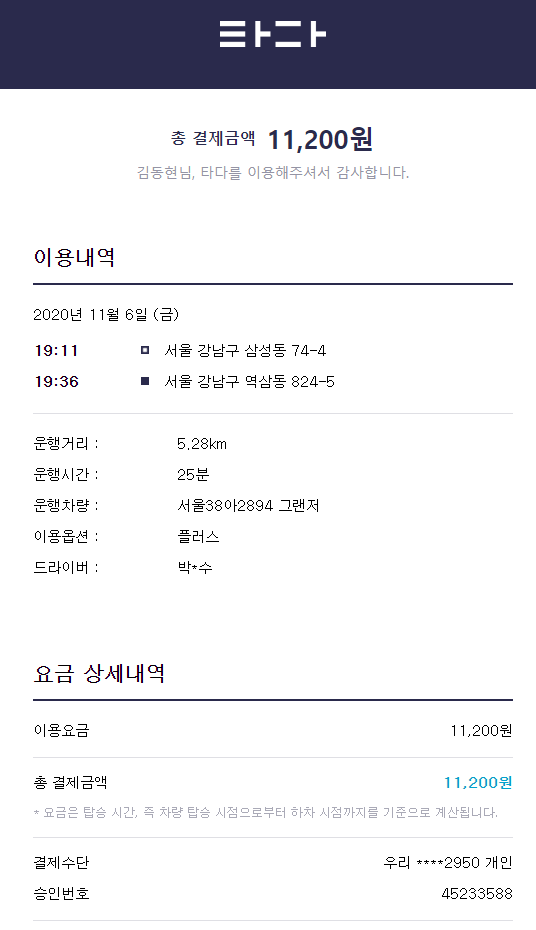 타다
총 결제금액 11,200원
김동현님, 타다를 이용해주셔서 감사합니다.
이용내역
2020년 11월 6일 (금)
19:11 서울 강남구 삼성동 74-4
19:36 서울 강남구 역삼동 824-5
운행거리 : 5.28km
운행시간 : 25분
운행차량 : 서울38아2894 그랜저
이용옵션 : 플러스
드라이버 : 박*수
요금 상세내역
이용요금 11,200원
총 결제금액 11,200원
* 요금은 탑승 시간, 즉 차량 탑승 시점으로부터 하차 시점까지를 기준으로 계산됩니다.
결제수단 우리 ****2950 개인
승인번호 45233588